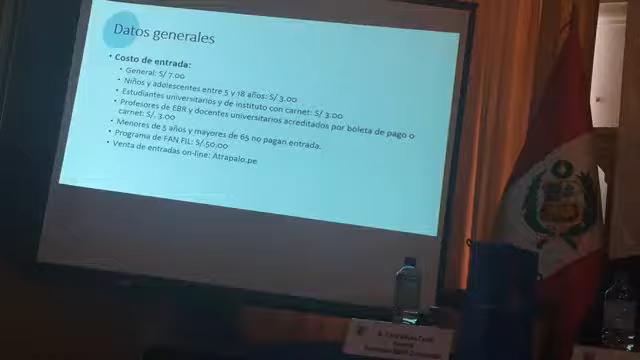 Datos generales
• Costo de entrada:
• General: S/ 7.00
• Niños y adolescentes entre 5 y 18 años: S/ 3.00
• Estudiantes universitarios y de instituto con carnet: S/ 3.00
• Profesores de EBR y docentes universitarios acreditados por boleta de pago o
carnet: S/. 3.00
• Menores de 5 años y mayores de 65 no pagan entrada.
• Programa de FAN FIL: S/.50.00
• Venta de entradas on-line: Atrapalo.pe